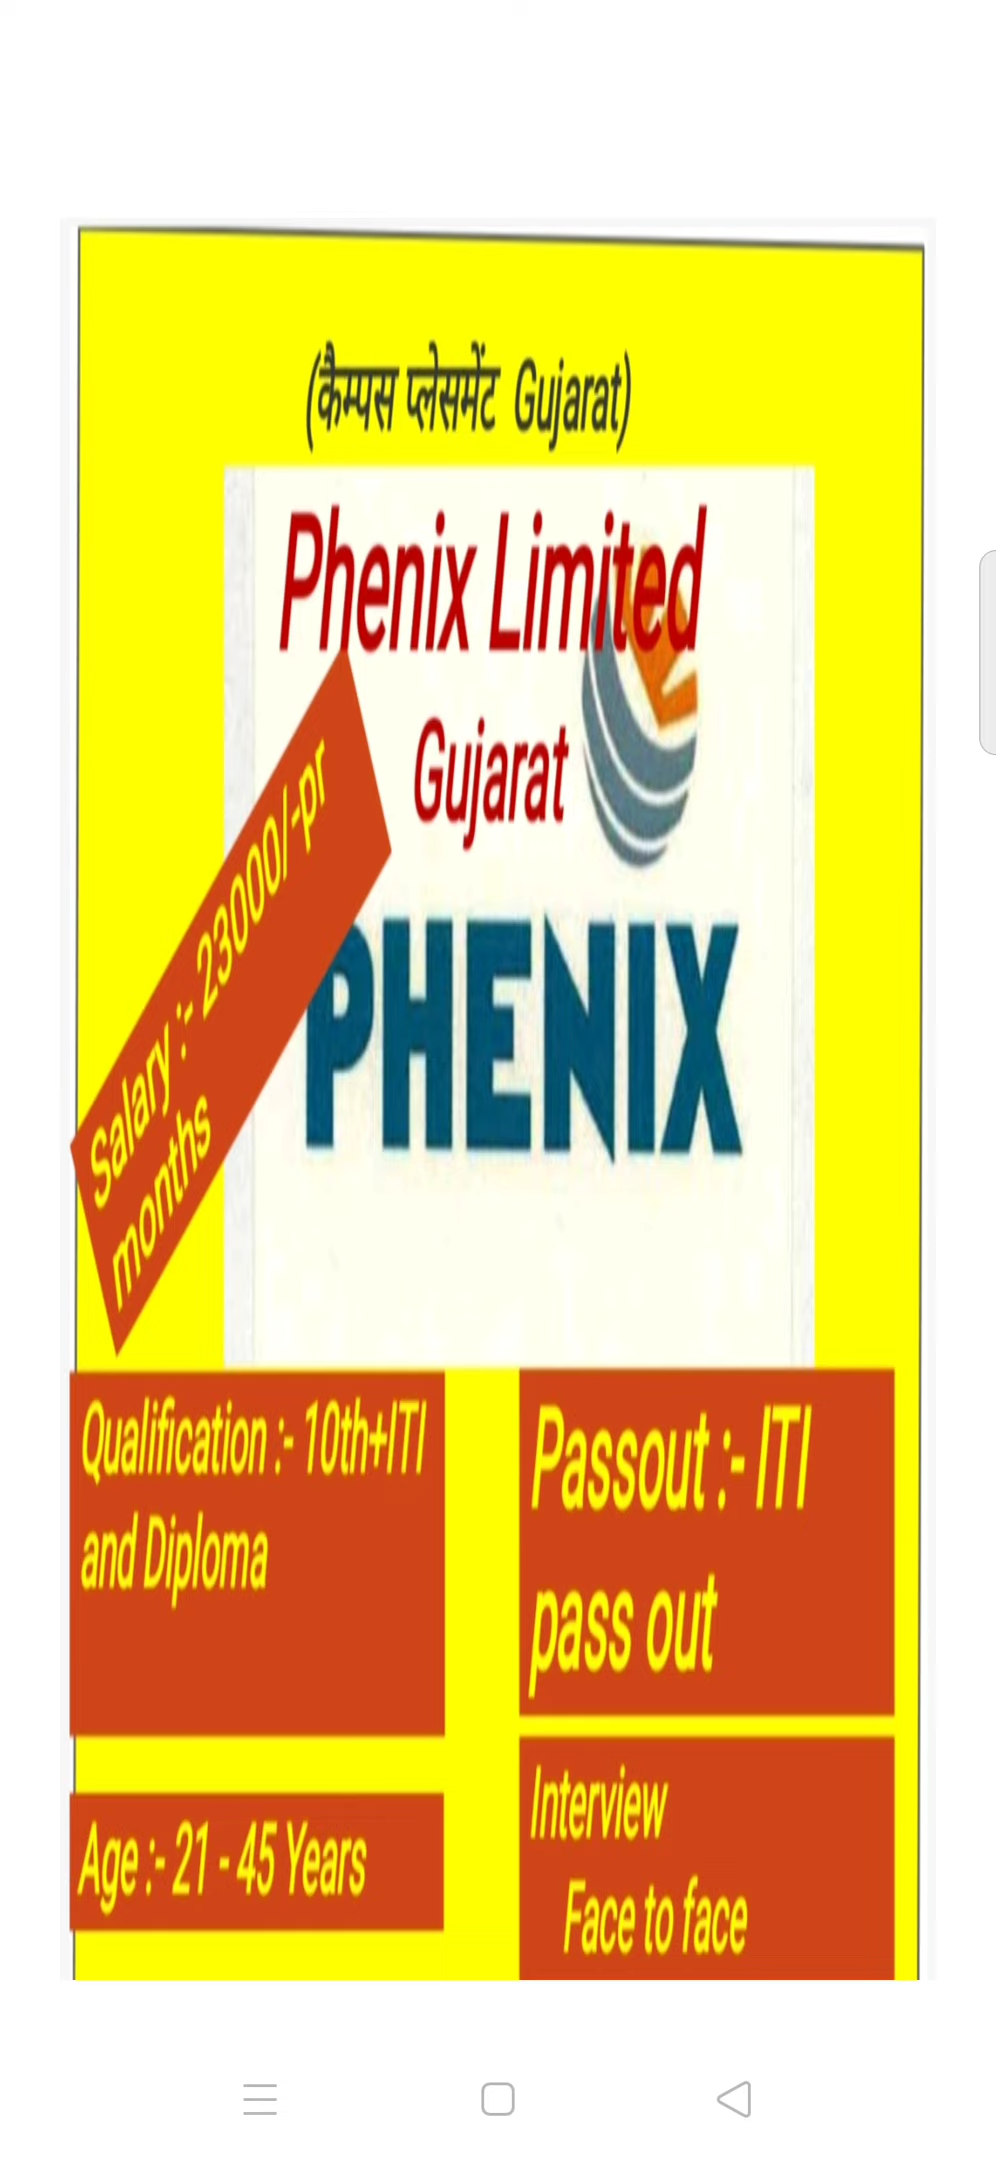 (कैम्पस प्लेसमेंट Gujarat)
Phenix Limited
Gujarat
PHENIX
Salary :- 23000/-pr
months
Qualification :- 10th+ITI
and Diploma
Passout :- ITI
pass out
Age :- 21 - 45 Years
Interview
Face to face